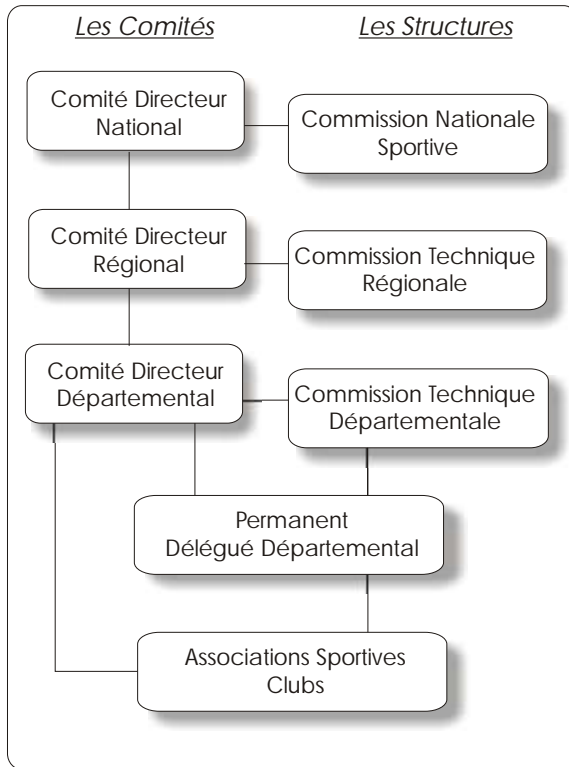 Les Comités
Les Structures
Comité Directeur
National
Commission Nationale
Sportive
Comité Directeur
Régional
Commission Technique
Régionale
Comité Directeur
Départemental
Commission Technique
Départementale
Permanent
Délégué Départemental
Associations Sportives
Clubs